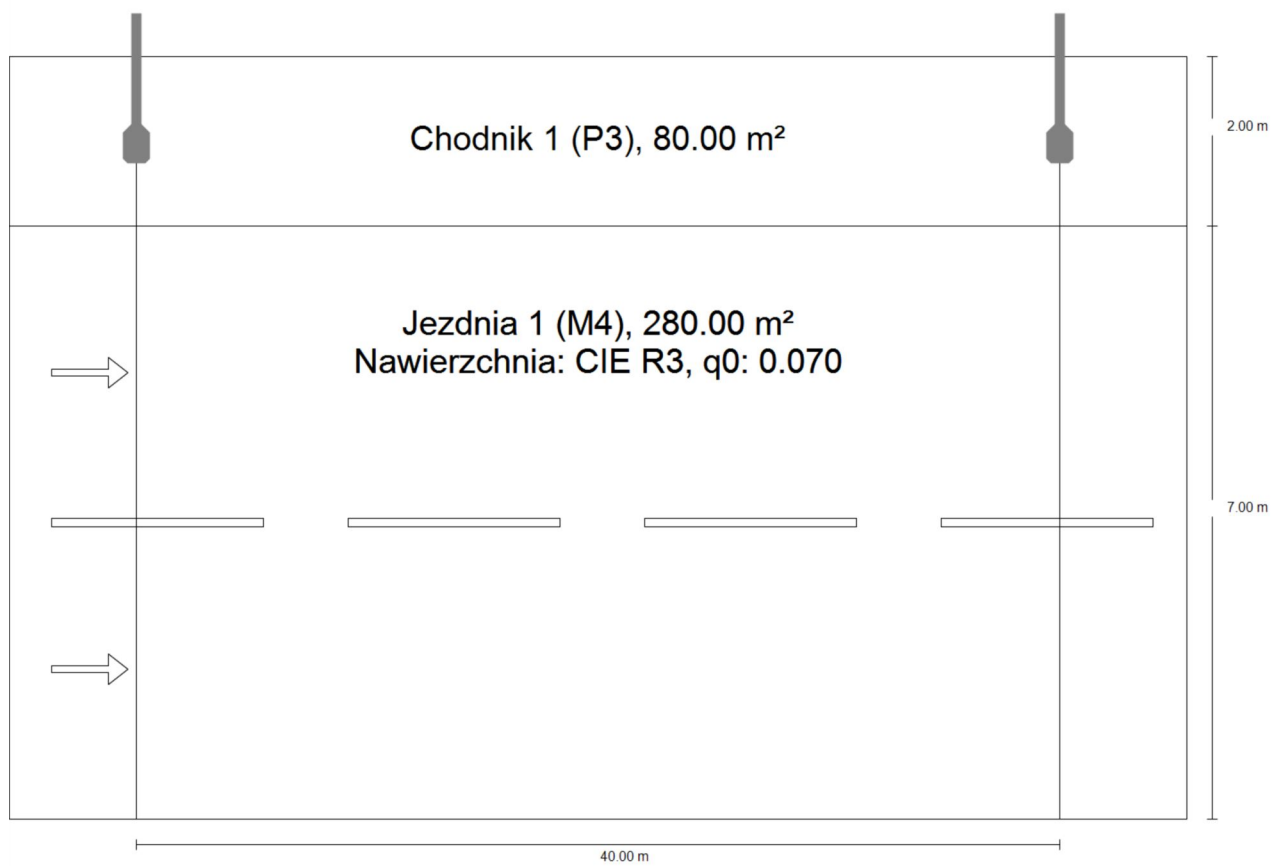 Chodnik 1 (P3), 80.00 m²
2.00 m
Jezdnia 1 (M4), 280.00 m²
Nawierzchnia: CIE R3, q0: 0.070
7.00 m
40.00 m